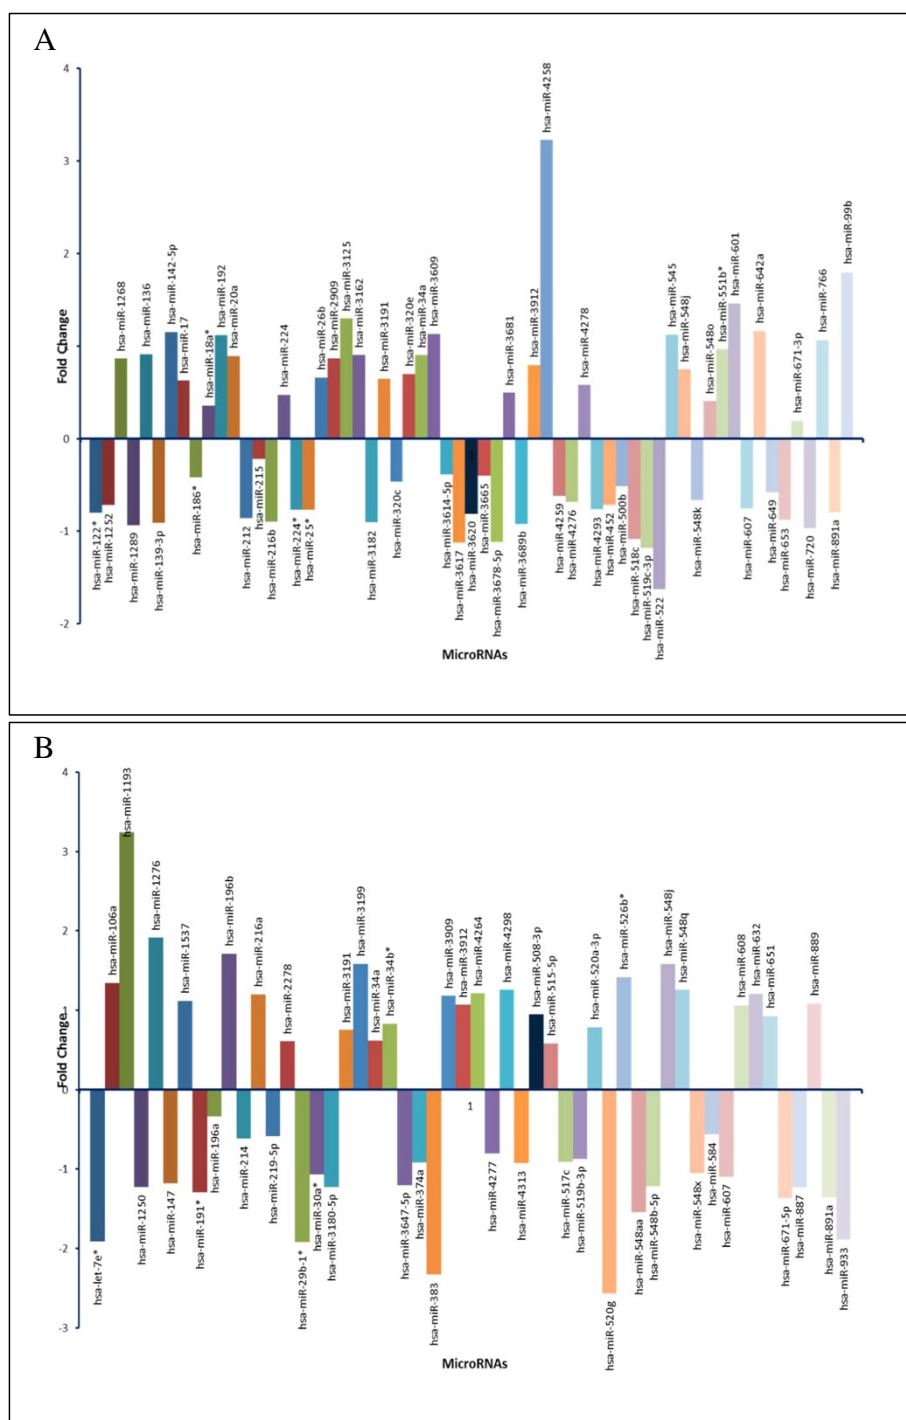 A
4
3
2
1
0
-1
-2
Fold Change
hsa-miR-122*
hsa-miR-1252
hsa-miR-1268
hsa-miR-1289
hsa-miR-136
hsa-miR-139-3p
hsa-miR-142-5p
hsa-miR-17
hsa-miR-186*
hsa-miR-18a*
hsa-miR-192
hsa-miR-20a
hsa-miR-212
hsa-miR-215
hsa-miR-216b
hsa-miR-224
hsa-miR-224*
hsa-miR-25*
hsa-miR-26b
hsa-miR-2909
hsa-miR-3125
hsa-miR-3162
hsa-miR-3182
hsa-miR-3191
hsa-miR-320c
hsa-miR-320e
hsa-miR-34a
hsa-miR-3609
hsa-miR-3614-5p
hsa-miR-3617
1
hsa-miR-3620
hsa-miR-3665
hsa-miR-3678-5p
hsa-miR-3681
hsa-miR-3689b
hsa-miR-3912
hsa-miR-4258
hsa-miR-4259
hsa-miR-4276
hsa-miR-4278
hsa-miR-4293
hsa-miR-452
hsa-miR-500b
hsa-miR-518c
hsa-miR-519c-3p
hsa-miR-522
hsa-miR-545
hsa-miR-548j
hsa-miR-548k
hsa-miR-548o
hsa-miR-551b*
hsa-miR-601
hsa-miR-607
hsa-miR-642a
hsa-miR-649
hsa-miR-653
hsa-miR-671-3p
hsa-miR-720
hsa-miR-766
hsa-miR-891a
hsa-miR-99b
MicroRNAs
B
4
3
2
1
0
-1
-2
-3
Fold Change
hsa-let-7e*
hsa-miR-106a
hsa-miR-1193
hsa-miR-1250
hsa-miR-1276
hsa-miR-147
hsa-miR-1537
hsa-miR-191*
hsa-miR-196a
hsa-miR-196b
hsa-miR-214
hsa-miR-216a
hsa-miR-219-5p
hsa-miR-2278
hsa-miR-29b-1*
hsa-miR-30a*
hsa-miR-3180-5p
hsa-miR-3191
hsa-miR-3199
hsa-miR-34a
hsa-miR-34b*
hsa-miR-3647-5p
hsa-miR-374a
hsa-miR-383
hsa-miR-3909
hsa-miR-3912
1
hsa-miR-4264
hsa-miR-4277
hsa-miR-4298
hsa-miR-4313
hsa-miR-508-3p
hsa-miR-515-5p
hsa-miR-517c
hsa-miR-519b-3p
hsa-miR-520a-3p
hsa-miR-520g
hsa-miR-526b*
hsa-miR-548aa
hsa-miR-548b-5p
hsa-miR-548j
hsa-miR-548q
hsa-miR-548x
hsa-miR-584
hsa-miR-607
hsa-miR-608
hsa-miR-632
hsa-miR-651
hsa-miR-671-5p
hsa-miR-887
hsa-miR-889
hsa-miR-891a
hsa-miR-933
MicroRNAs